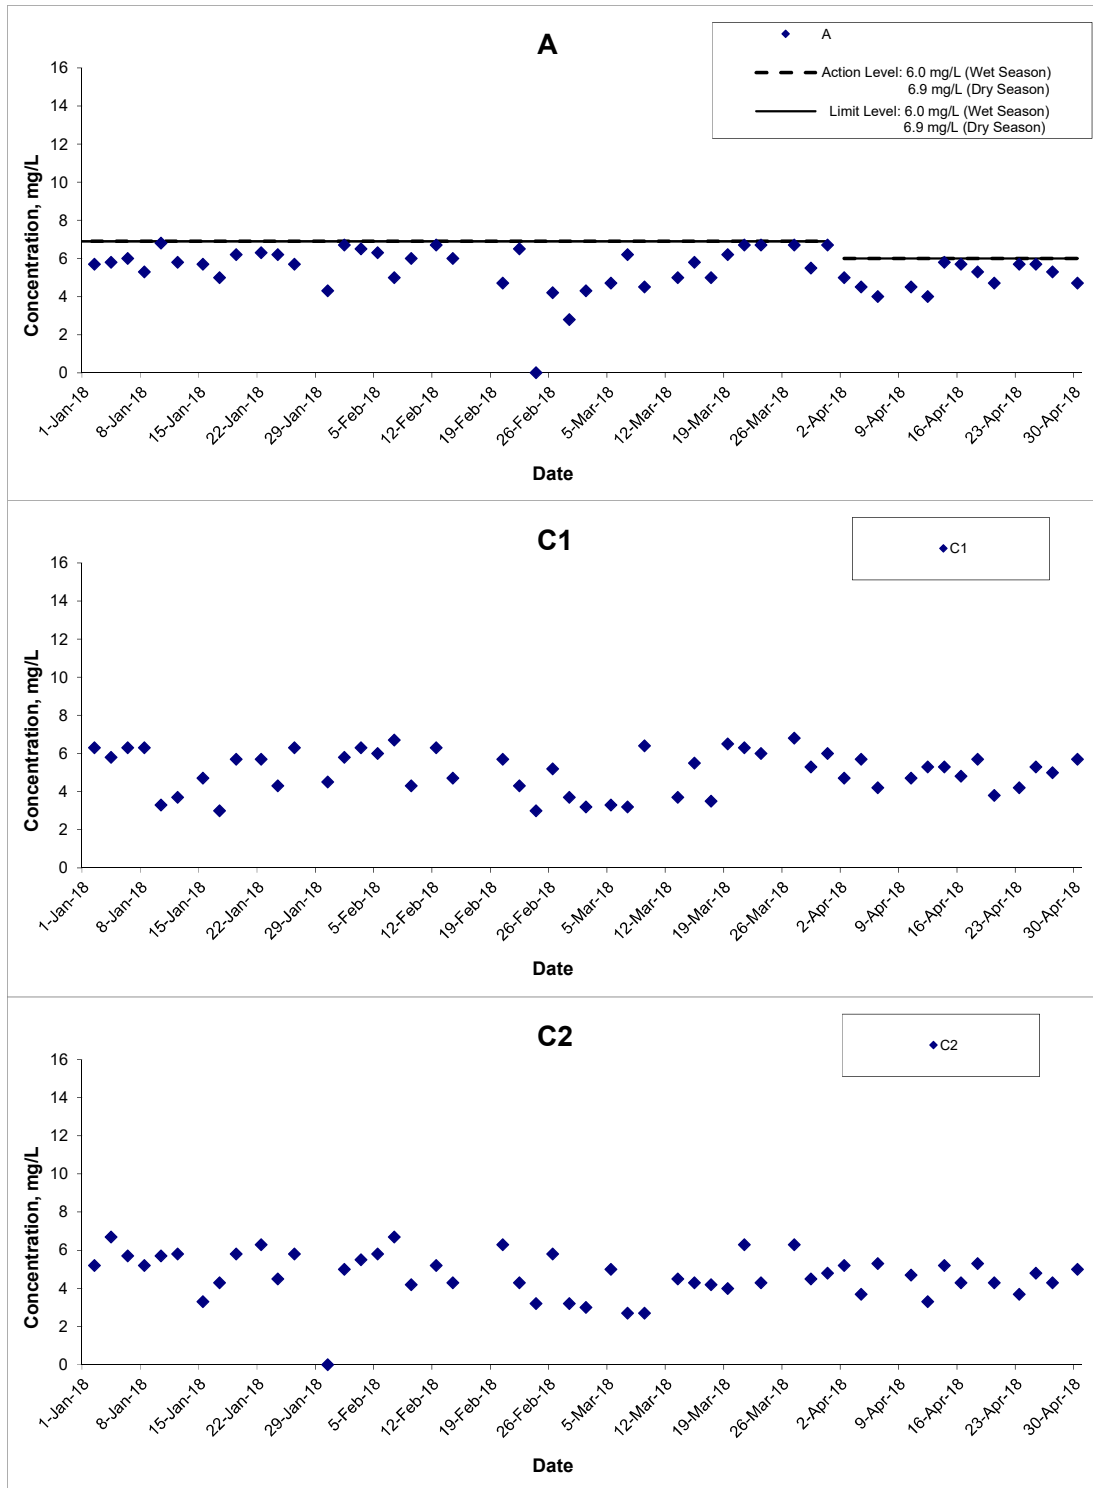 A
A
Action Level: 6.0 mg/L (Wet Season)
6.9 mg/L (Dry Season)
Limit Level: 6.0 mg/L (Wet Season)
6.9 mg/L (Dry Season)
Concentration, mg/L
16
14
12
10
8
6
4
2
0
1-Jan-18
8-Jan-18
15-Jan-18
22-Jan-18
29-Jan-18
5-Feb-18
12-Feb-18
19-Feb-18
26-Feb-18
5-Mar-18
12-Mar-18
19-Mar-18
26-Mar-18
2-Apr-18
9-Apr-18
16-Apr-18
23-Apr-18
30-Apr-18
Date
C1
C1
Concentration, mg/L
16
14
12
10
8
6
4
2
0
1-Jan-18
8-Jan-18
15-Jan-18
22-Jan-18
29-Jan-18
5-Feb-18
12-Feb-18
19-Feb-18
26-Feb-18
5-Mar-18
12-Mar-18
19-Mar-18
26-Mar-18
2-Apr-18
9-Apr-18
16-Apr-18
23-Apr-18
30-Apr-18
Date
C2
C2
Concentration, mg/L
16
14
12
10
8
6
4
2
0
1-Jan-18
8-Jan-18
15-Jan-18
22-Jan-18
29-Jan-18
5-Feb-18
12-Feb-18
19-Feb-18
26-Feb-18
5-Mar-18
12-Mar-18
19-Mar-18
26-Mar-18
2-Apr-18
9-Apr-18
16-Apr-18
23-Apr-18
30-Apr-18
Date